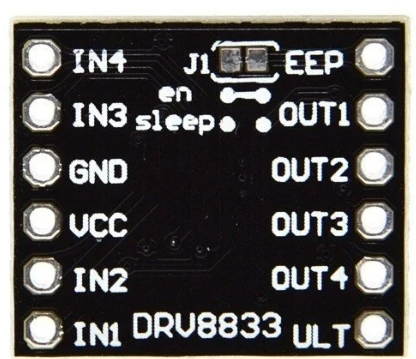 IN4 J1 EEP
en
IN3 sleep OUT1
GND OUT2
VCC OUT3
IN2 OUT4
IN1 DRV8833 ULT